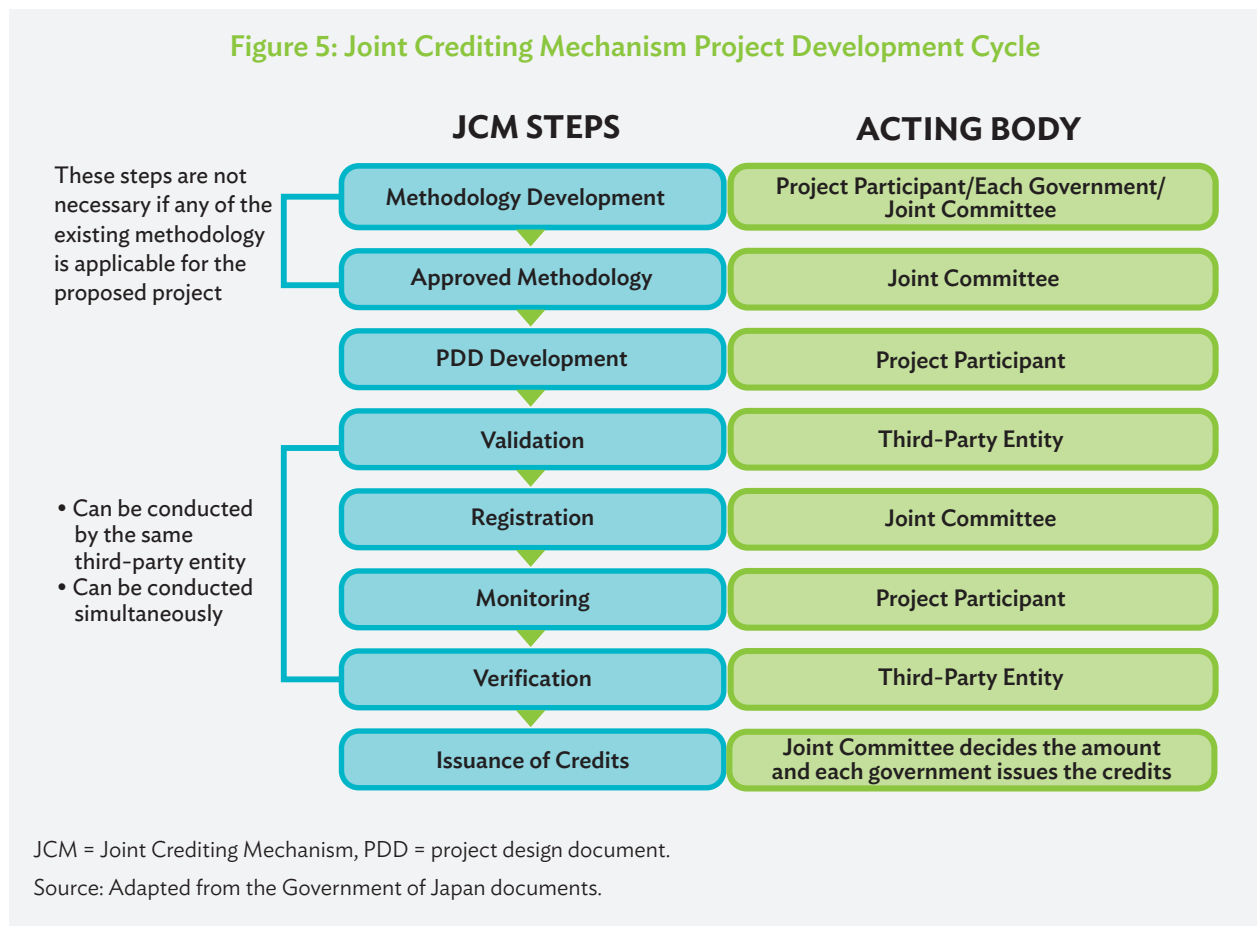 Figure 5: Joint Crediting Mechanism Project Development Cycle
JCM STEPS
ACTING BODY
These steps are not
necessary if any of the
existing methodology
is applicable for the
proposed project
Methodology Development
Project Participant/Each Government/
Joint Committee
Approved Methodology
Joint Committee
PDD Development
Project Participant
Validation
Third-Party Entity
• Can be conducted
by the same
third-party entity
• Can be conducted
simultaneously
Registration
Joint Committee
Monitoring
Project Participant
Verification
Third-Party Entity
Issuance of Credits
Joint Committee decides the amount
and each government issues the credits
JCM = Joint Crediting Mechanism, PDD = project design document.
Source: Adapted from the Government of Japan documents.